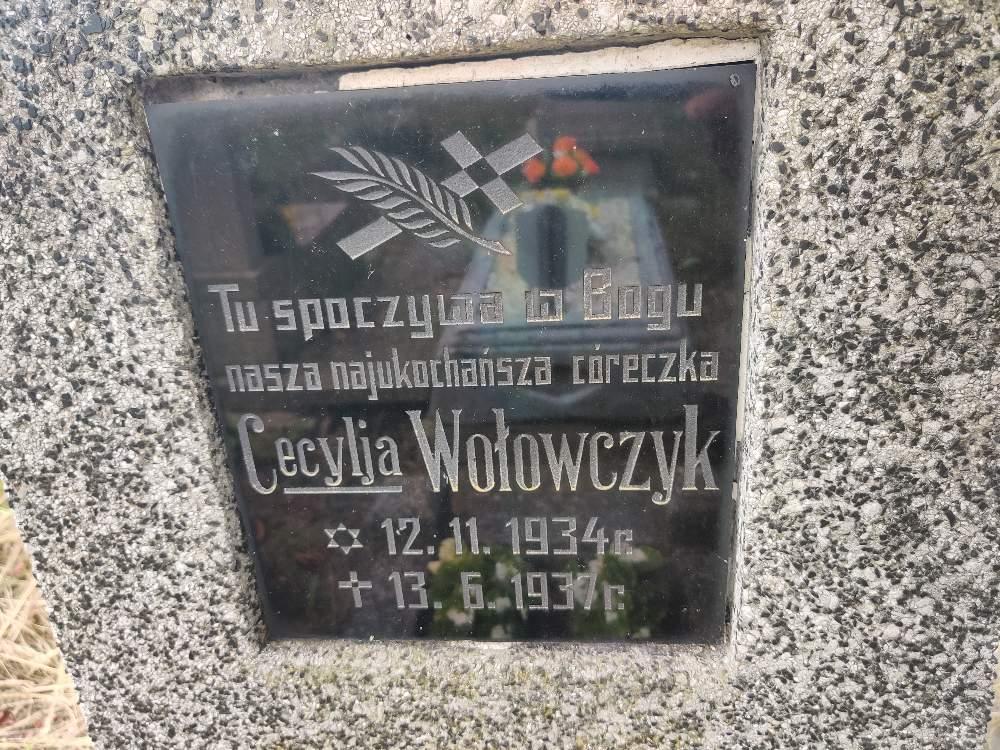 Tu spoczywa w Bogu
nasza najukochańsza córeczka
Cecylja Wołowczyk
✡ 12. 11. 1934 r.
✝ 13. 6. 1937 r.